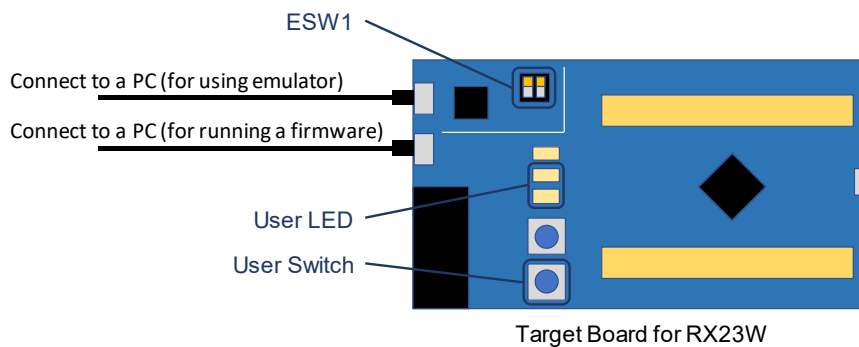 ESW1
Connect to a PC (for using emulator)
Connect to a PC (for running a firmware)
User LED
User Switch
Target Board for RX23W